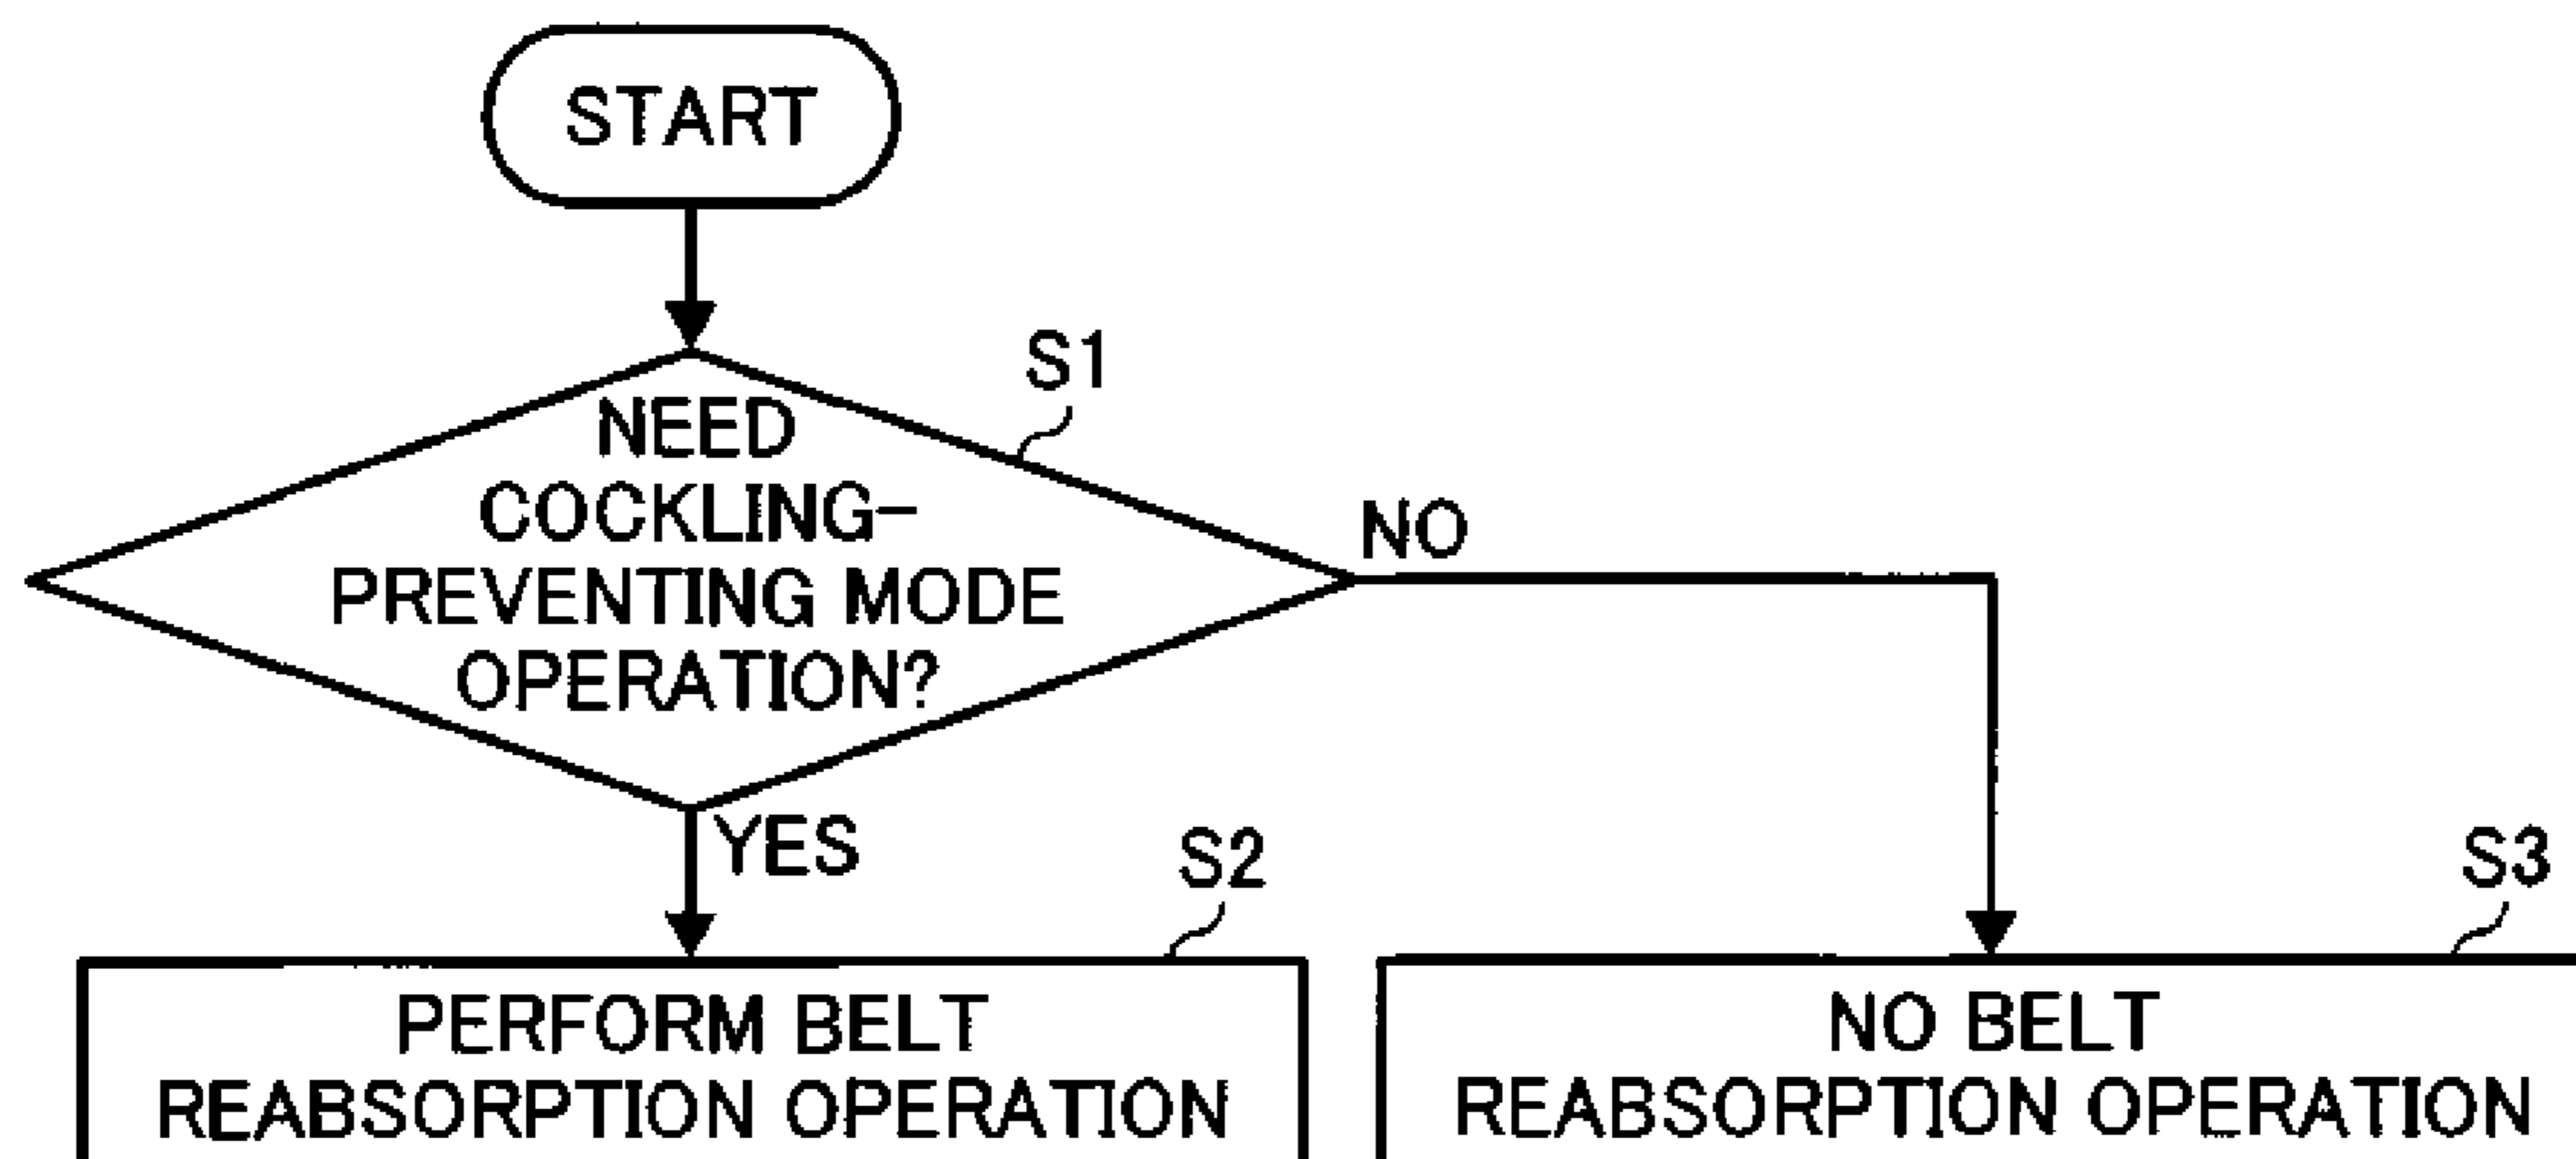 START
S1
NEED
COCKLING-
PREVENTING MODE
OPERATION?
NO
YES
S2
PERFORM BELT
REABSORPTION OPERATION
S3
NO BELT
REABSORPTION OPERATION